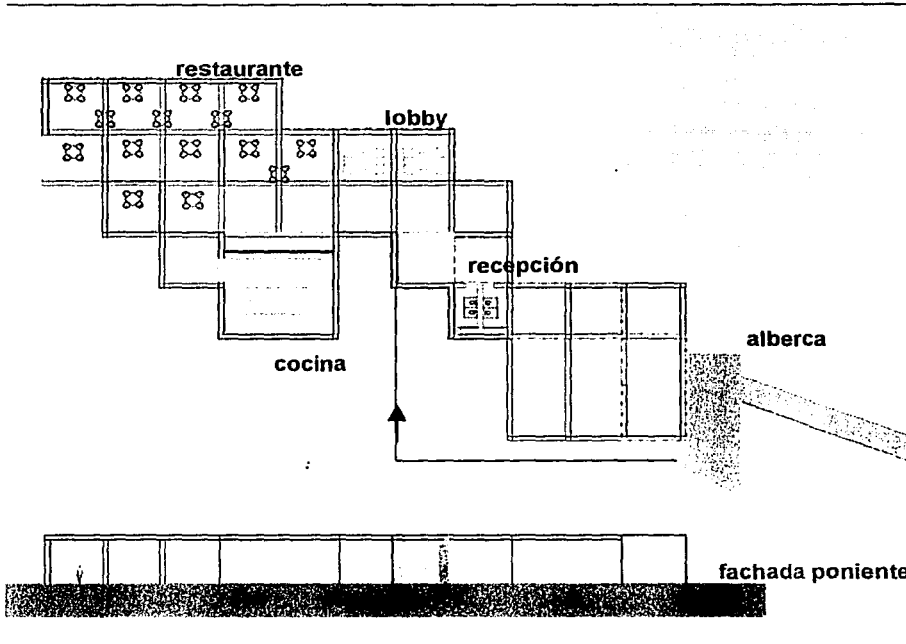 restaurante
lobby
recepción
alberca
cocina
fachada poniente